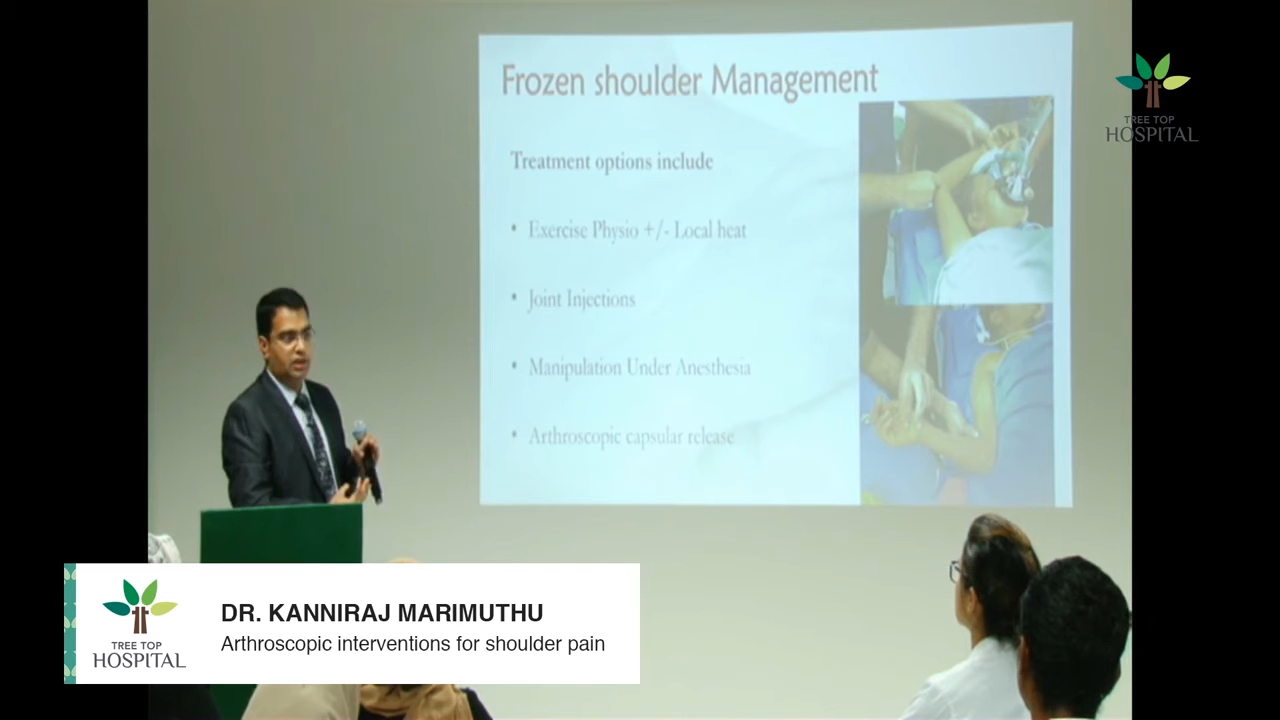 Frozen shoulder Management
Treatment options include
• Exercise Physio +/- Local heat
• Joint Injections
• Manipulation Under Anesthesia
• Arthroscopic capsular release
TREE TOP
HOSPITAL
DR. KANNIRAJ MARIMUTHU
Arthroscopic interventions for shoulder pain
TREE TOP
HOSPITAL